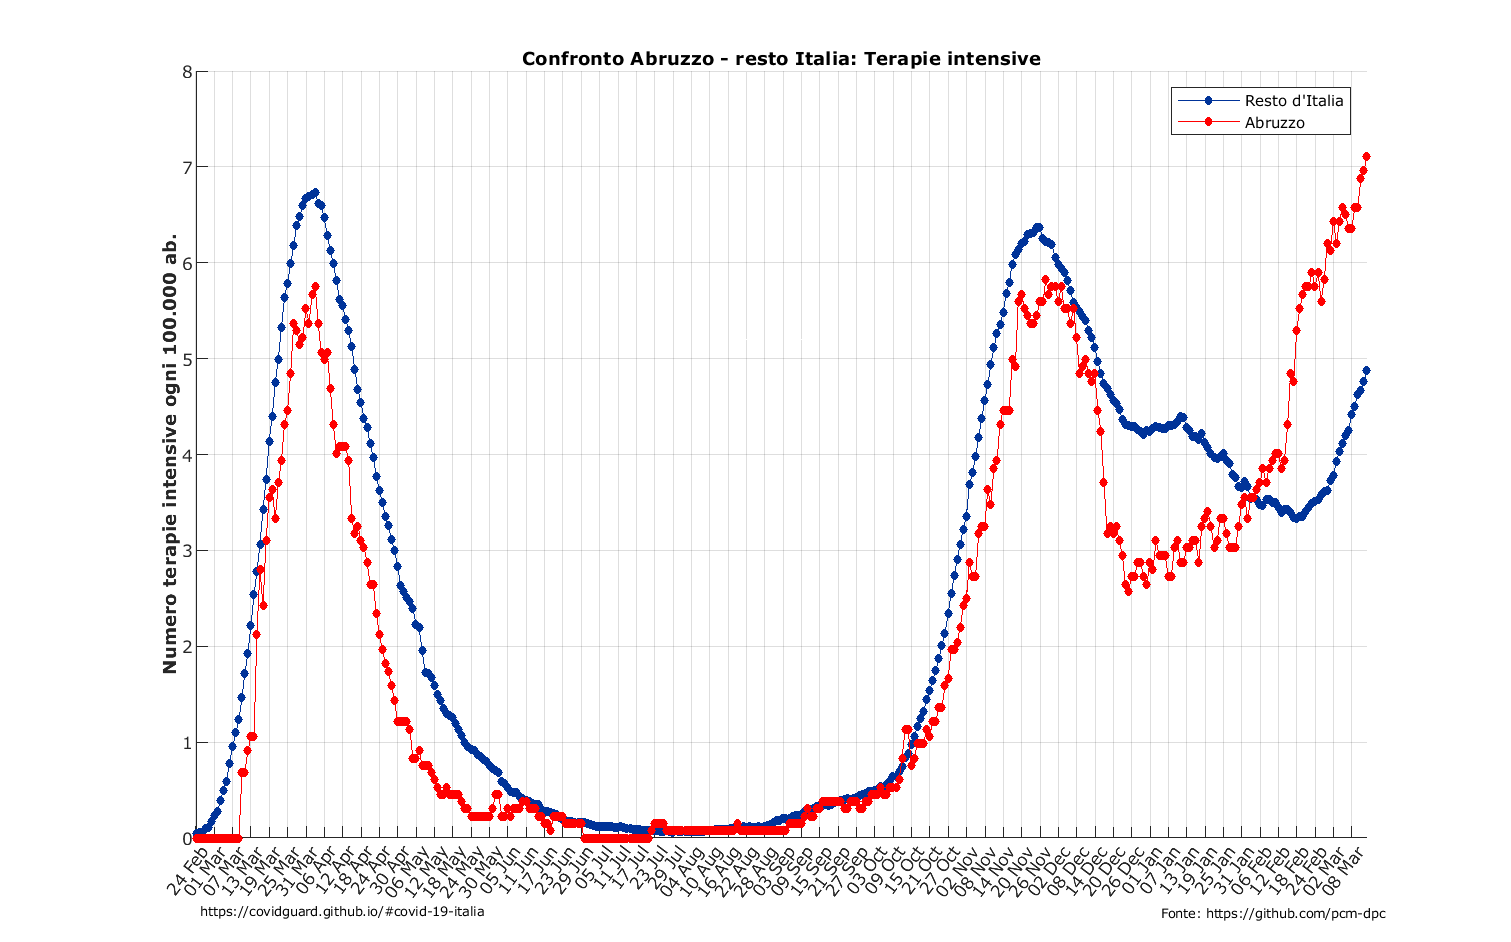 Confronto Abruzzo - resto Italia: Terapie intensive
Resto d'Italia
Abruzzo
Numero terapie intensive ogni 100.000 ab.
8
7
6
5
4
3
2
1
0
24 Feb
01 Mar
07 Mar
13 Mar
19 Mar
25 Mar
31 Mar
06 Apr
12 Apr
18 Apr
24 Apr
30 Apr
06 May
12 May
18 May
24 May
30 May
05 Jun
11 Jun
17 Jun
23 Jun
29 Jun
05 Jul
11 Jul
17 Jul
23 Jul
29 Jul
04 Aug
10 Aug
16 Aug
22 Aug
28 Aug
03 Sep
09 Sep
15 Sep
21 Sep
27 Sep
03 Oct
09 Oct
15 Oct
21 Oct
27 Oct
02 Nov
08 Nov
14 Nov
20 Nov
26 Nov
02 Dec
08 Dec
14 Dec
20 Dec
26 Dec
01 Jan
07 Jan
13 Jan
19 Jan
25 Jan
31 Jan
06 Feb
12 Feb
18 Feb
24 Feb
02 Mar
08 Mar
https://covidguard.github.io/#covid-19-italia
Fonte: https://github.com/pcm-dpc